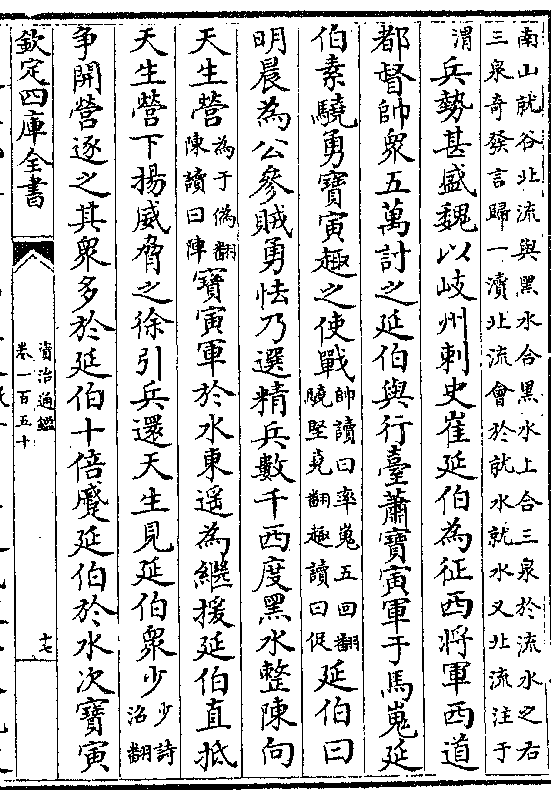 南山就谷北流與黑水合黑水上合三泉於流水之右
三泉奇發言歸一瀆北流會於就水就水又北流注于
渭兵勢甚盛魏以岐州刺史崔延伯為征西將軍西道
都督帥衆五萬討之延伯與行臺蕭寶寅軍于馬嵬延
伯素驍勇寶寅趣之使戰帥讀曰率嵬五回翻
驍堅堯翻趣讀曰促延伯曰
明晨為公參賊勇怯乃選精兵數千西度黑水整陳向
天生營為于偽翻
陳讀曰陣寶寅軍於水東遥為繼援延伯直抵
天生營下揚威脅之徐引兵還天生見延伯衆少少詩
沼翻
争開營逐之其衆多於延伯十倍蹙延伯於水次寶寅
欽定四庫全書
資治通鑑
卷一百五十
十七